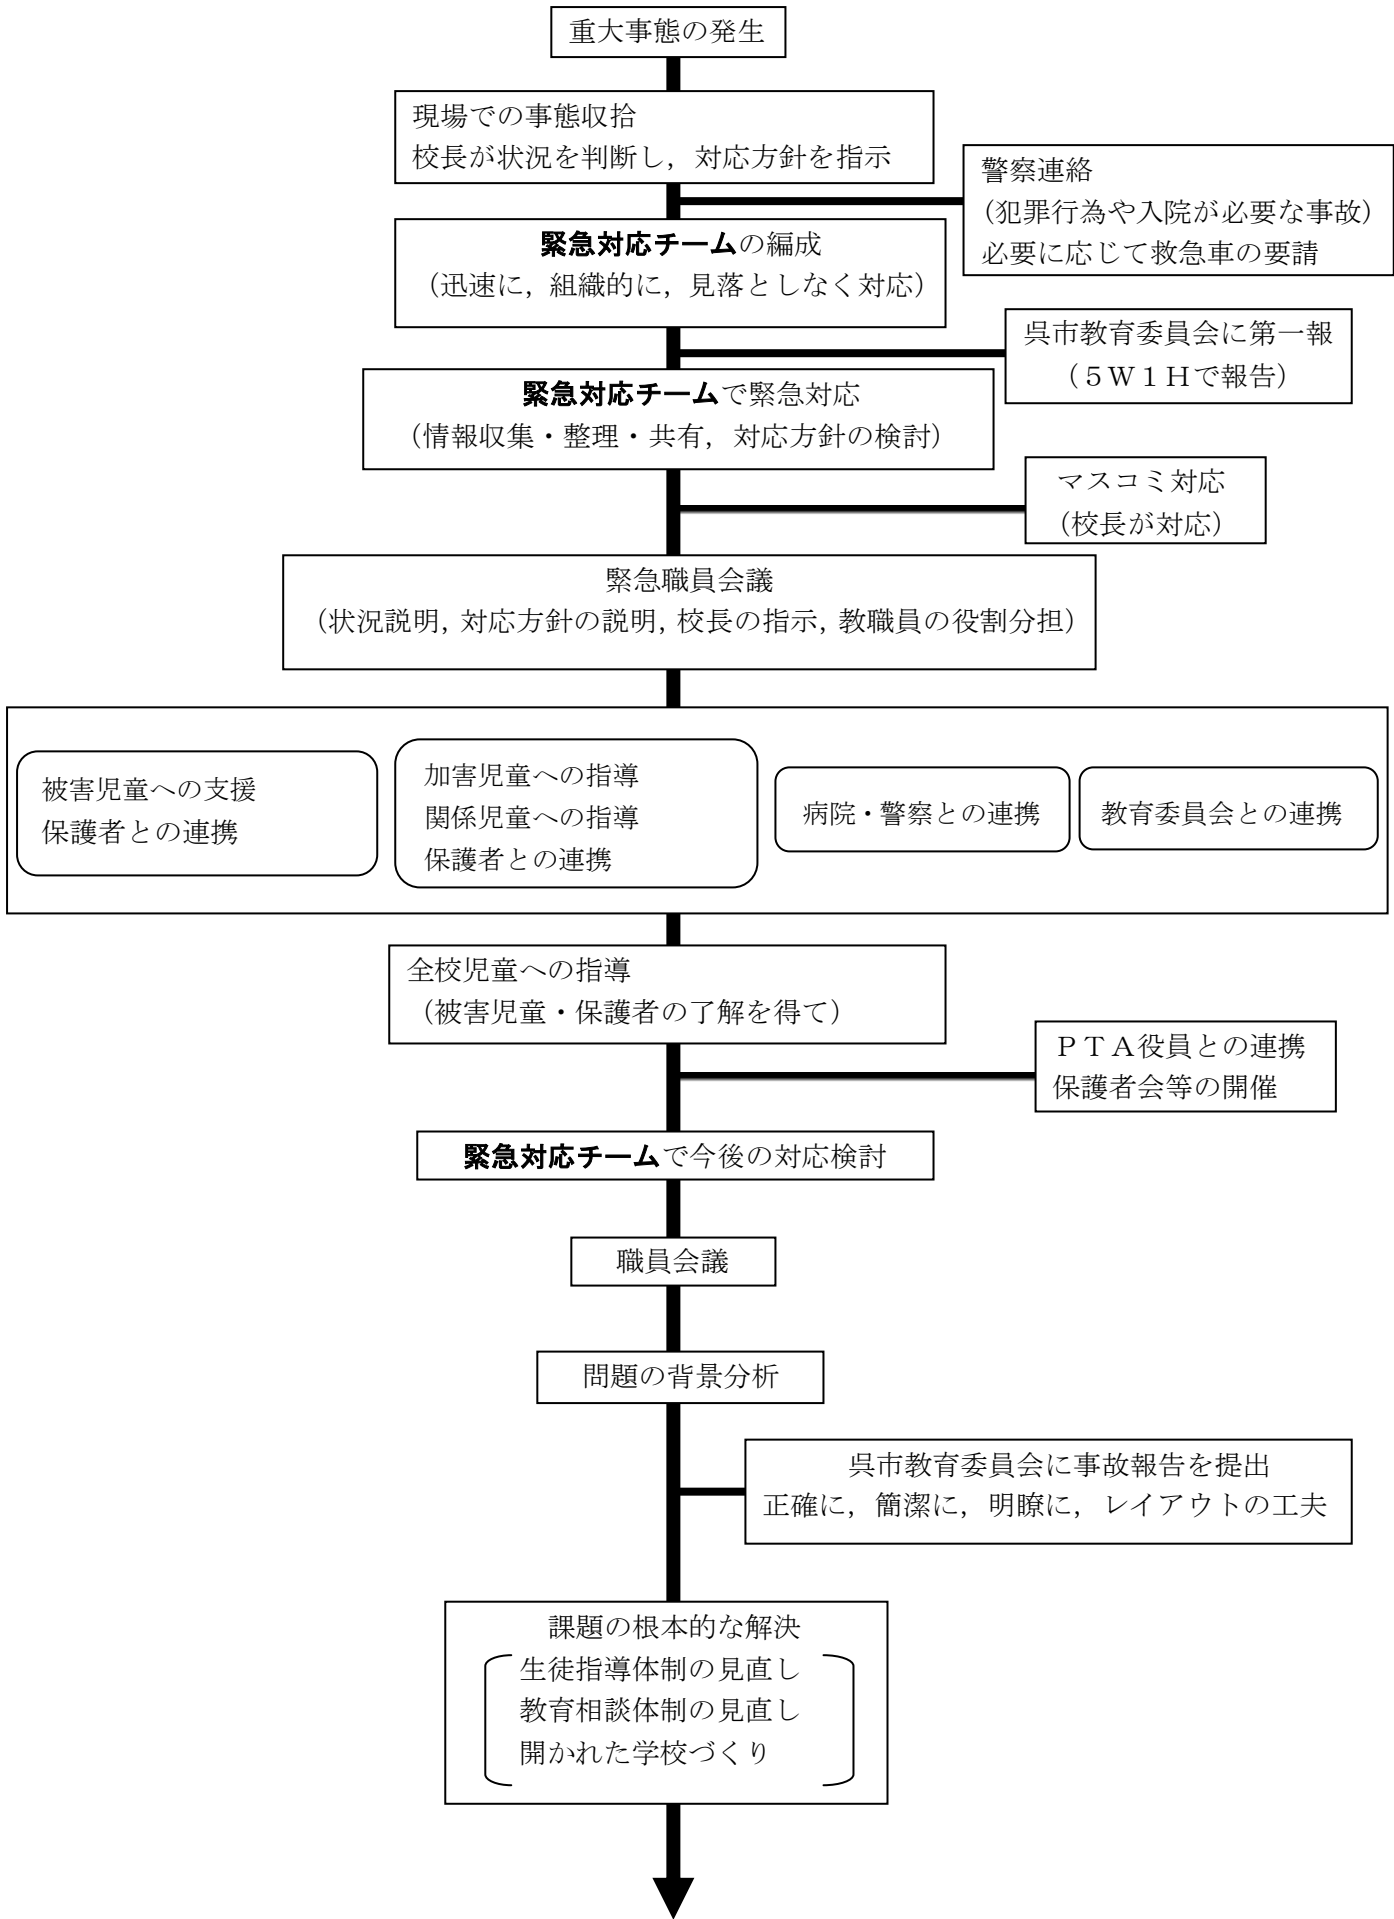 重大事態の発生
現場での事態収拾
校長が状況を判断し，対応方針を指示
警察連絡
（犯罪行為や入院が必要な事故）
必要に応じて救急車の要請
緊急対応チームの編成
（迅速に，組織的に，見落としなく対応）
呉市教育委員会に第一報
（５Ｗ１Ｈで報告）
緊急対応チームで緊急対応
（情報収集・整理・共有，対応方針の検討）
マスコミ対応
（校長が対応）
緊急職員会議
（状況説明，対応方針の説明，校長の指示，教職員の役割分担）
被害児童への支援
保護者との連携
加害児童への指導
関係児童への指導
保護者との連携
病院・警察との連携
教育委員会との連携
全校児童への指導
（被害児童・保護者の了解を得て）
ＰＴＡ役員との連携
保護者会等の開催
緊急対応チームで今後の対応検討
職員会議
問題の背景分析
呉市教育委員会に事故報告を提出
正確に，簡潔に，明瞭に，レイアウトの工夫
課題の根本的な解決
生徒指導体制の見直し
教育相談体制の見直し
開かれた学校づくり